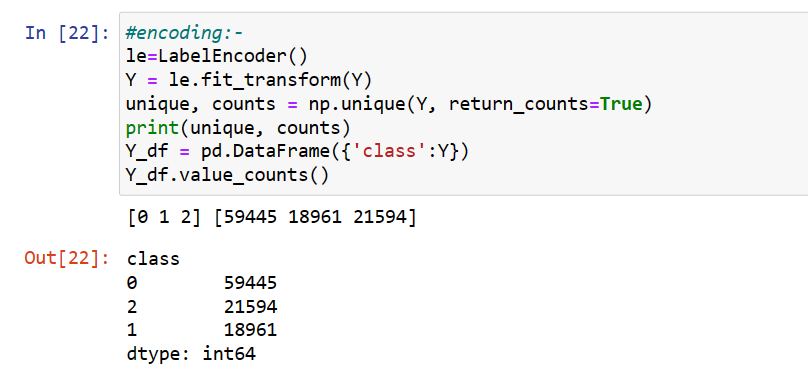 In [22]: #encoding:-
le=LabelEncoder()
Y = le.fit_transform(Y)
unique, counts = np.unique(Y, return_counts=True)
print(unique, counts)
Y_df = pd.DataFrame({'class':Y})
Y_df.value_counts()
[0 1 2] [59445 18961 21594]
Out[22]: class
0 59445
2 21594
1 18961
dtype: int64